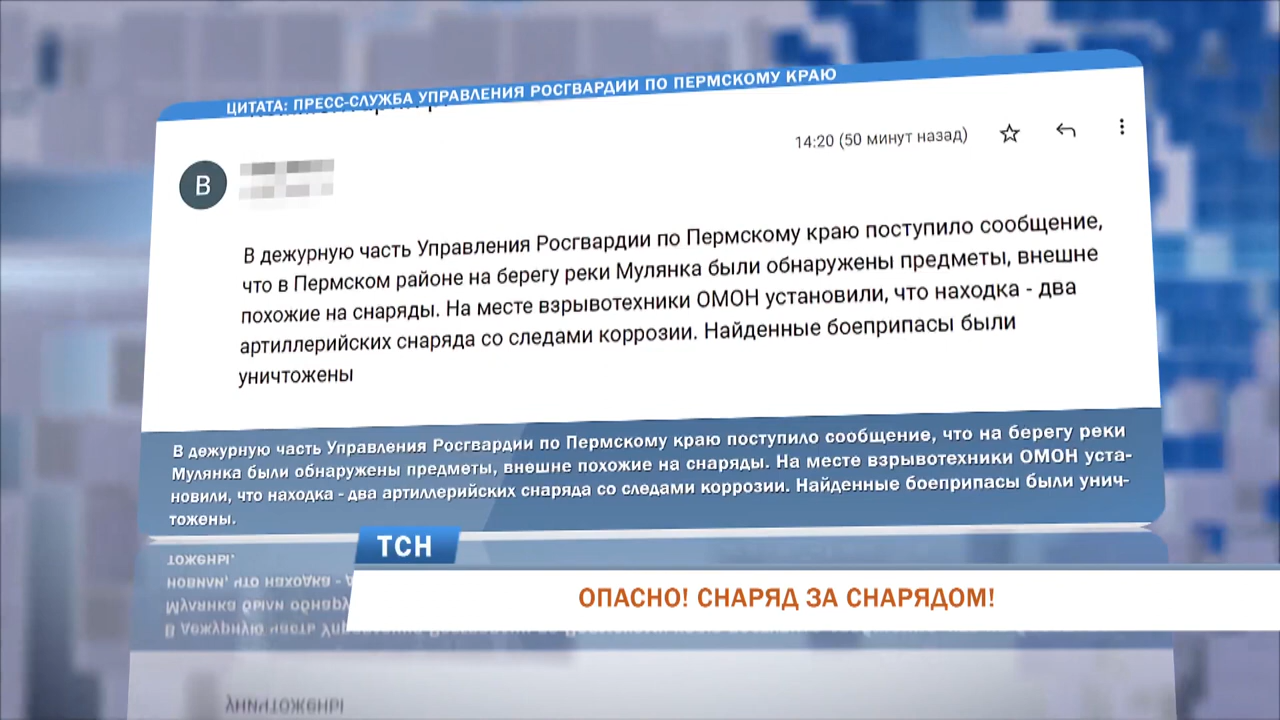 ЦИТАТА: ПРЕСС-СЛУЖБА УПРАВЛЕНИЯ РОСГВАРДИИ ПО ПЕРМСКОМУ КРАЮ
14:20 (50 минут назад)
В
В дежурную часть Управления Росгвардии по Пермскому краю поступило сообщение,
что в Пермском районе на берегу реки Мулянка были обнаружены предметы, внешне
похожие на снаряды. На месте взрывотехники ОМОН установили, что находка - два
артиллерийских снаряда со следами коррозии. Найденные боеприпасы были
уничтожены
В дежурную часть Управления Росгвардии по Пермскому краю поступило сообщение, что на берегу реки
Мулянка были обнаружены предметы, внешне похожие на снаряды. На месте взрывотехники ОМОН уста-
новили, что находка - два артиллерийских снаряда со следами коррозии. Найденные боеприпасы были унич-
тожены.
ТСН
ОПАСНО! СНАРЯД ЗА СНАРЯДОМ!